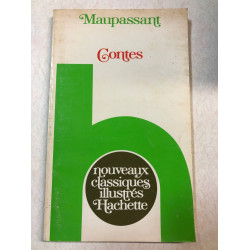 Maupassant
Contes
nouveaux
classiques
illustrés
Hachette